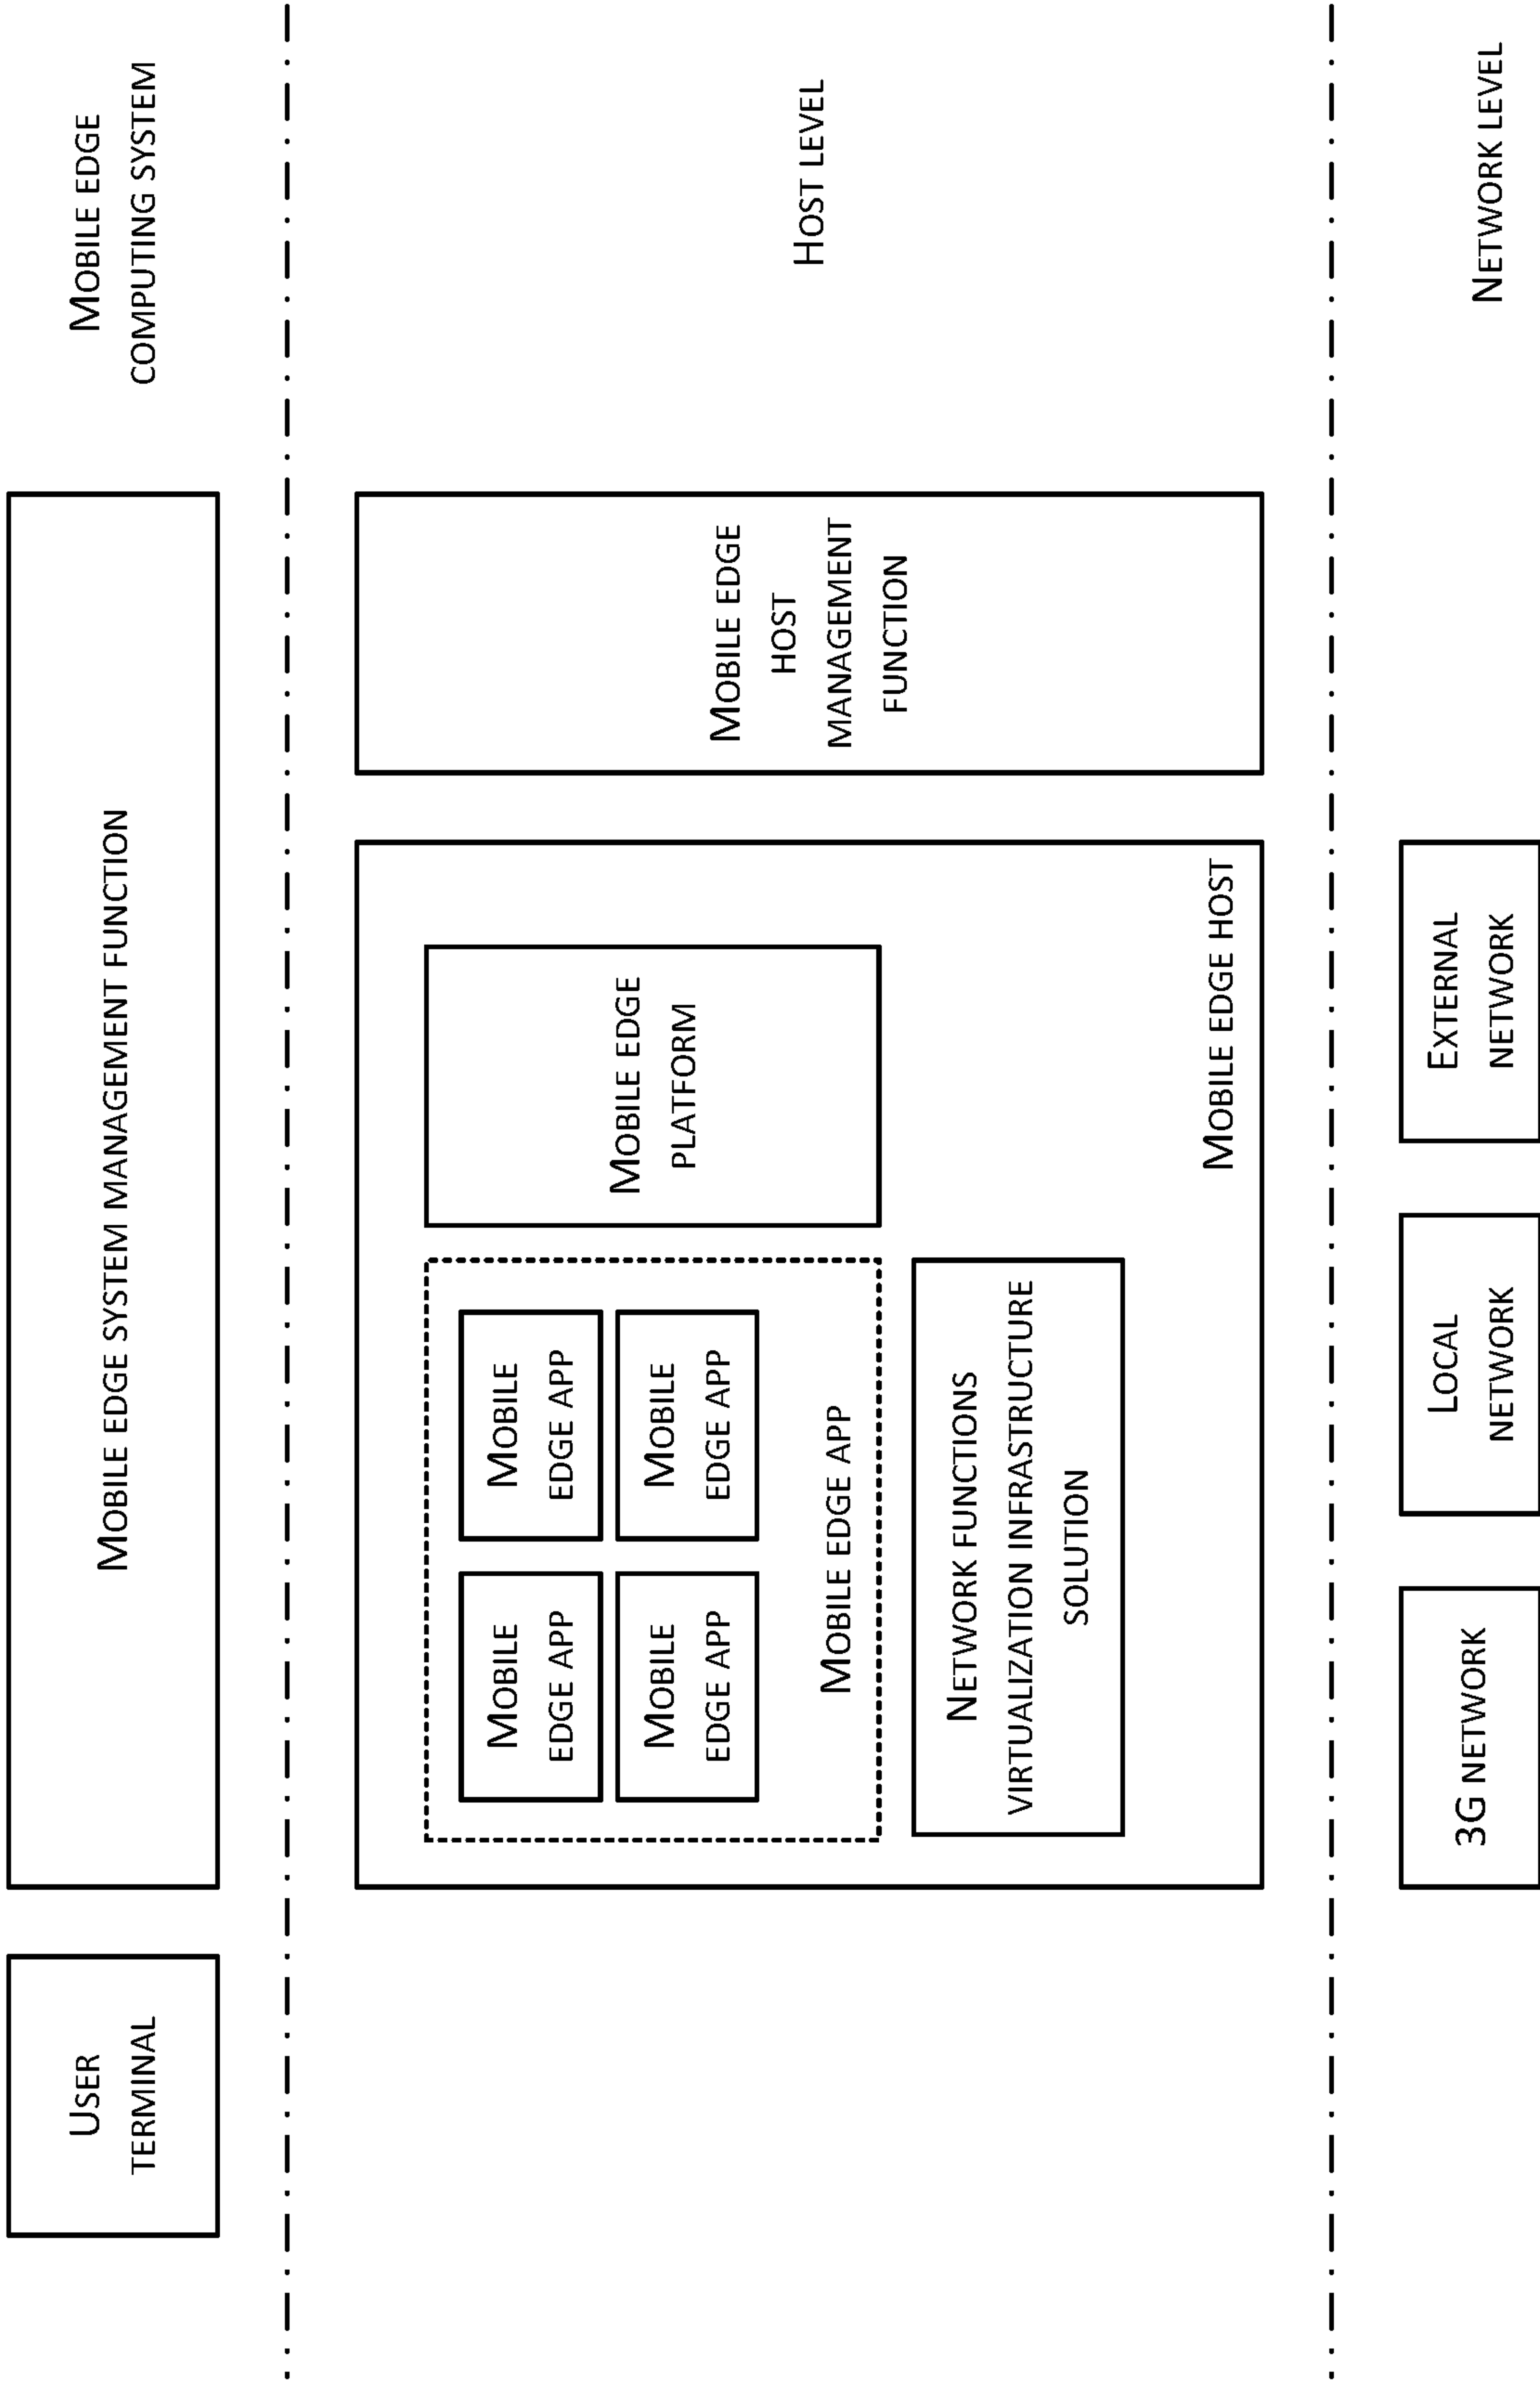 User
terminal
Mobile edge system management function
Mobile edge
computing system
Mobile
edge app
Mobile
edge app
Mobile
edge app
Mobile
edge app
Mobile edge app
Mobile edge
platform
Network functions
virtualization infrastructure
solution
Mobile edge host
Mobile edge
host
management
function
Host level
3G network
Local
network
External
network
Network level